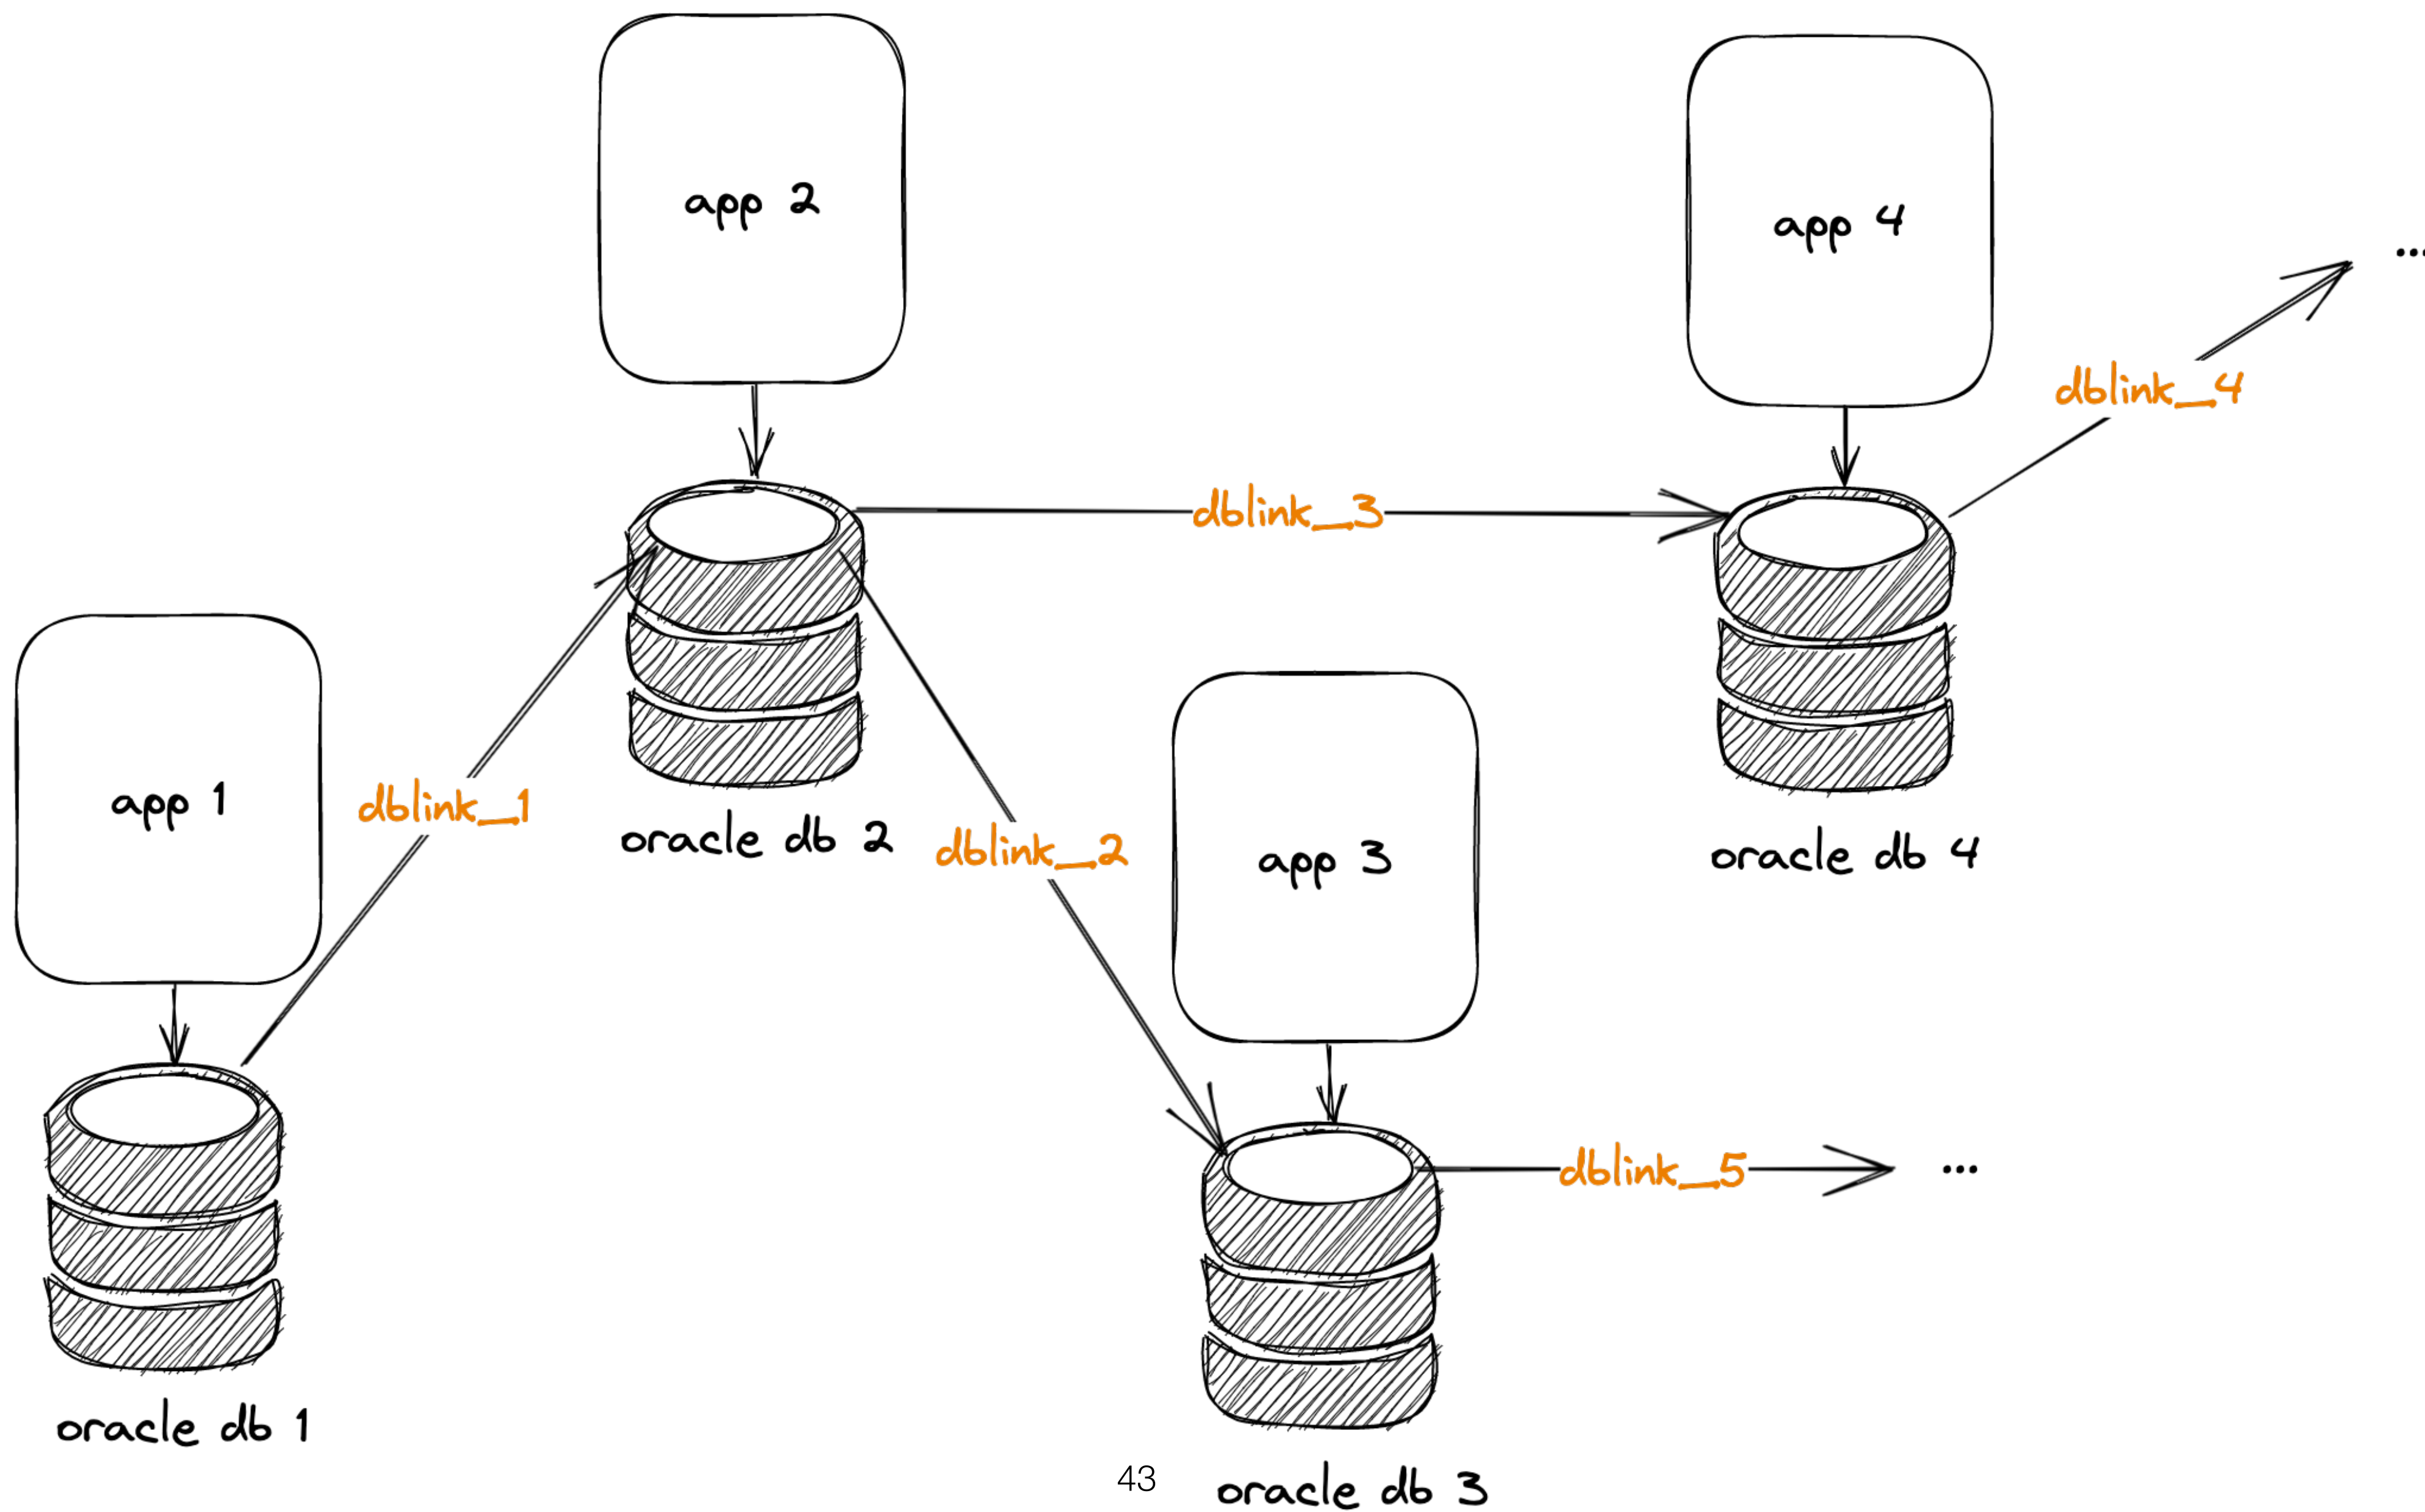 app 2
app 4
...
dblink_4
dblink_3
app 1
dblink_1
oracle db 2
dblink_2
app 3
oracle db 4
dblink_5
...
oracle db 1
43
oracle db 3